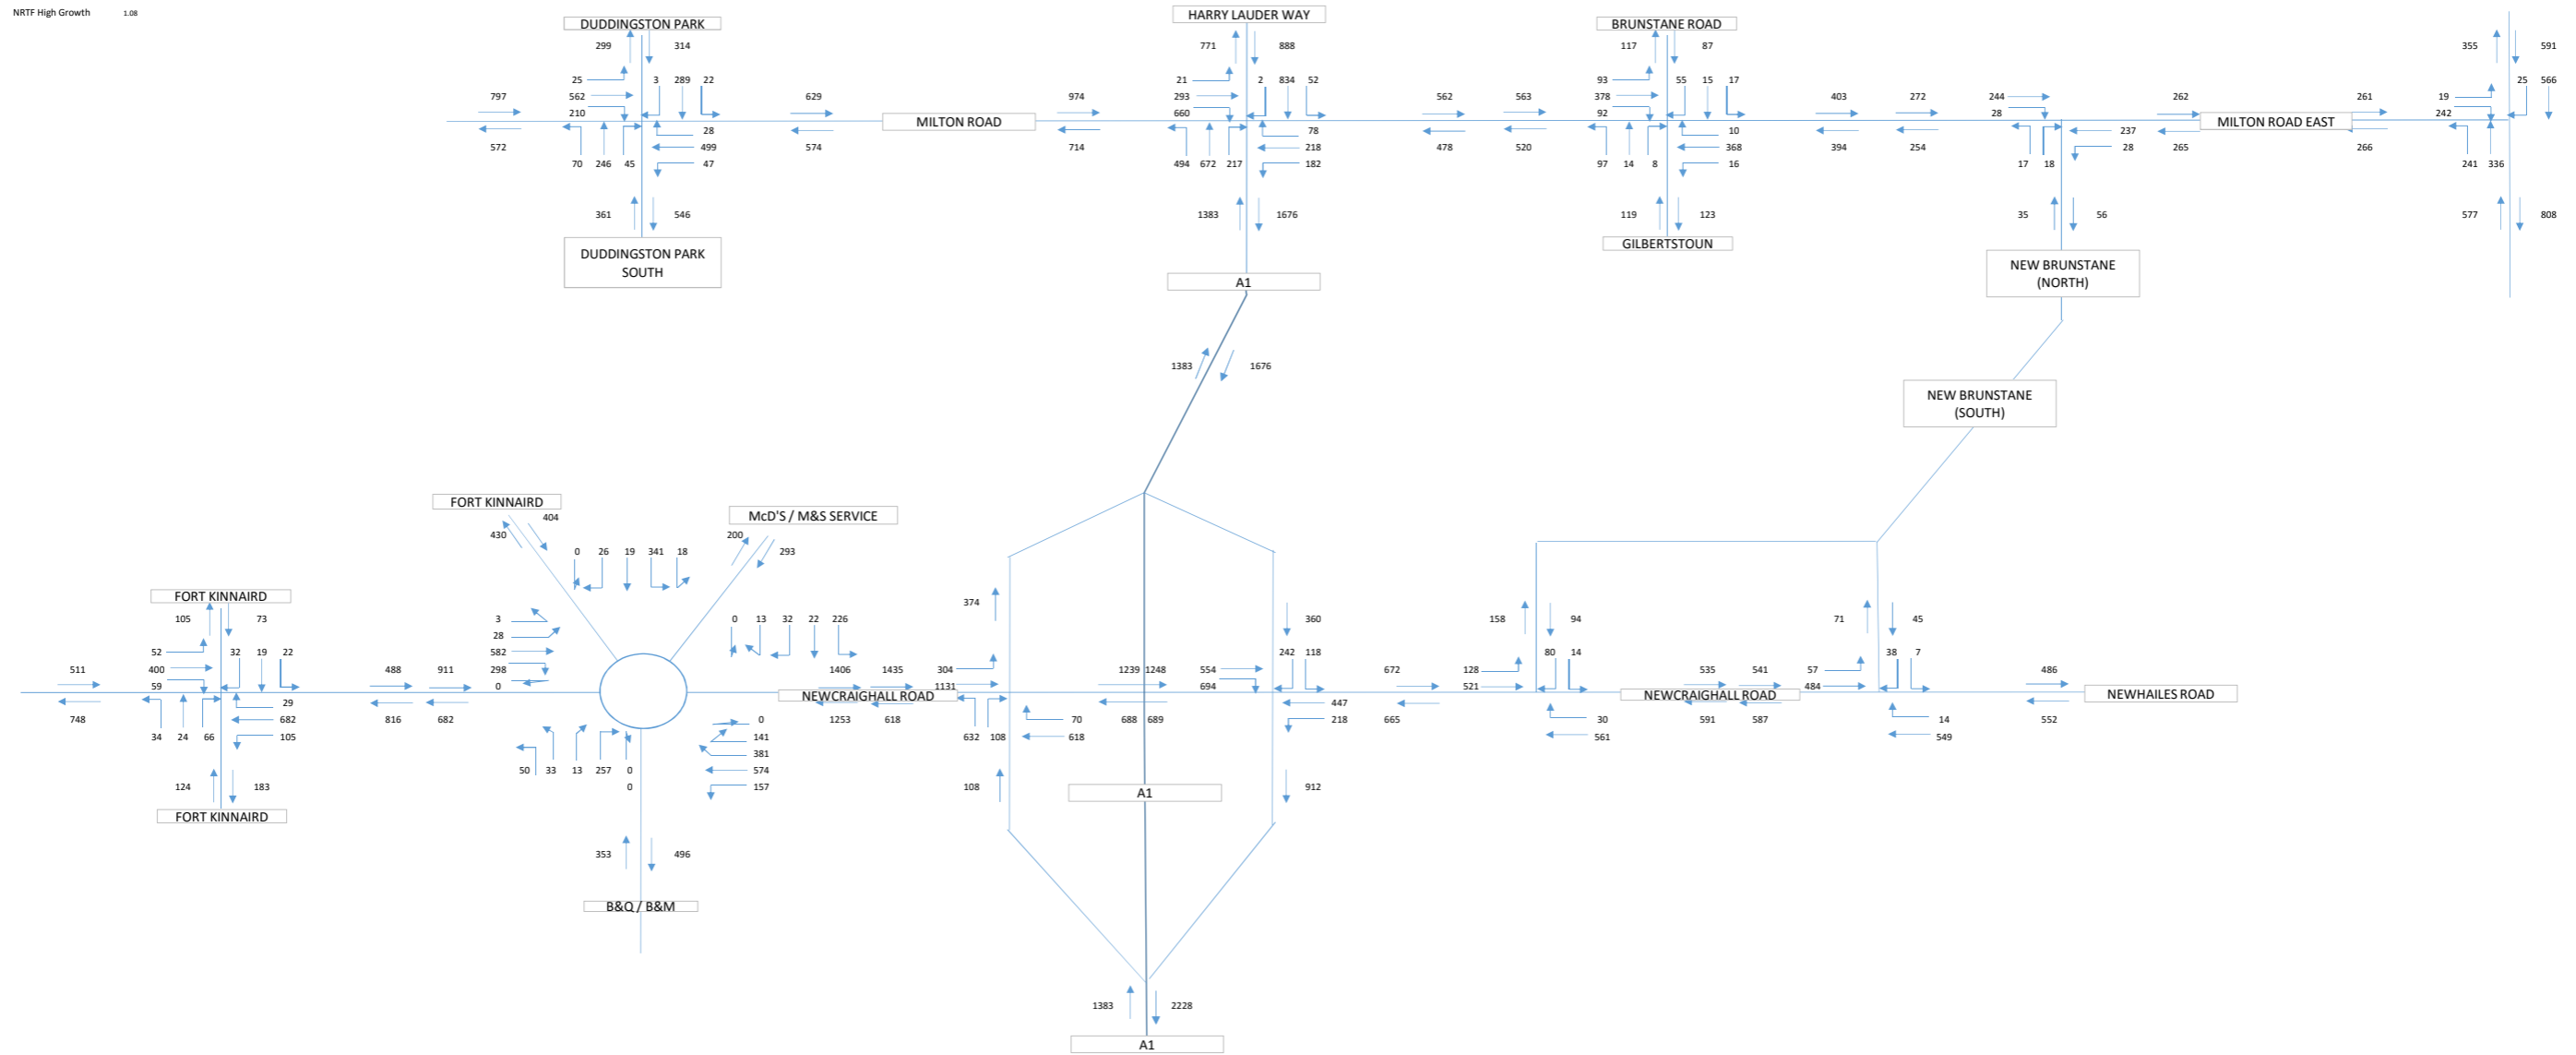 NRTF High Growth 1.08
DUDDINGSTON PARK
299 314
25 3 289 22
562
210
797 629
572 574
28
499
47
70 246 45
361 546
DUDDINGSTON PARK
SOUTH
MILTON ROAD
HARRY LAUDER WAY
771 888
21 2 834 52
293
660
974 562
714 478
78
218
182
494 672 217
1383 1676
A1
1383 1676
BRUNSTANE ROAD
117 87
93 55 15 17
378
92
563 403
520 394
10
368
16
97 14 8
119 123
GILBERTSTOUN
272 244 262
28
254 237 265
28
17 18
35 56
NEW BRUNSTANE
(NORTH)
MILTON ROAD EAST
355 591
25 566
19
242
261
266
241 336
577 808
NEW BRUNSTANE
(SOUTH)
FORT KINNAIRD
404
430
McD'S / M&S SERVICE
200
293
0 26 19 341 18
FORT KINNAIRD
105 73
52 32 19 22
400
59
511 488 911
748 816 682
29
682
105
34 24 66
124 183
FORT KINNAIRD
3
28
582
298
0
0 13 32 22 226
50 33 13 257 0
0
0
141
381
574
157
353 496
B&Q / B&M
1406 1435
NEWCRAIGHALL ROAD
1253 618
374
304
1131
632 108
70
618
108
1239 1248
688 689
A1
360
554 242 118
694
447
218
912
1383 2228
A1
672
665
158 94
128 80 14
521
30
561
535 541
NEWCRAIGHALL ROAD
591 587
71 45
57 38 7
484
14
549
486
552
NEWHAILES ROAD